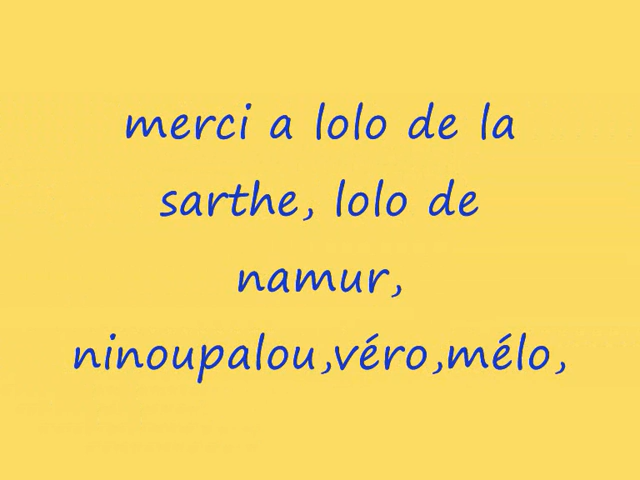 merci a lolo de la
sarthe, lolo de
namur,
ninoupalou,véro,mélo,